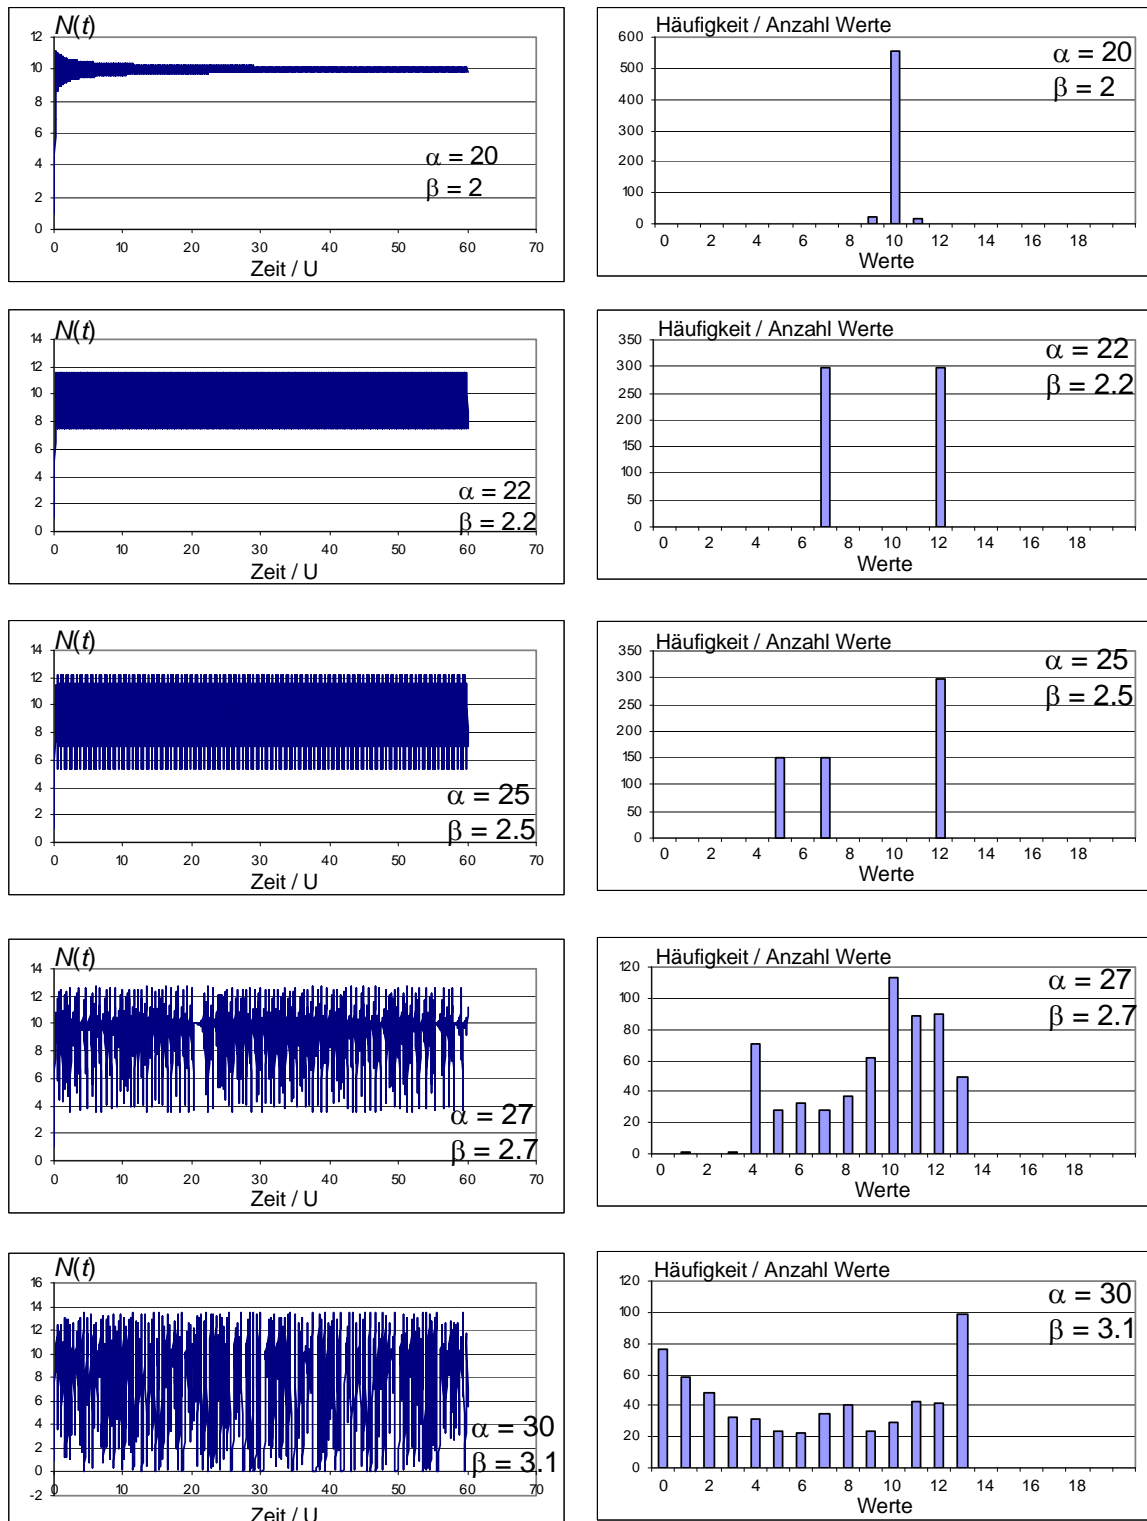 N(t)
12
10
8
6
4
2
0
0 10 20 30 40 50 60 70
Zeit / U
α = 20
β = 2
Häufigkeit / Anzahl Werte
600
500
400
300
200
100
0
0 2 4 6 8 10 12 14 16 18
Werte
α = 20
β = 2
N(t)
14
12
10
8
6
4
2
0
0 10 20 30 40 50 60 70
Zeit / U
α = 22
β = 2.2
Häufigkeit / Anzahl Werte
350
300
250
200
150
100
50
0
0 2 4 6 8 10 12 14 16 18
Werte
α = 22
β = 2.2
N(t)
14
12
10
8
6
4
2
0
0 10 20 30 40 50 60 70
Zeit / U
α = 25
β = 2.5
Häufigkeit / Anzahl Werte
350
300
250
200
150
100
50
0
0 2 4 6 8 10 12 14 16 18
Werte
α = 25
β = 2.5
N(t)
14
12
10
8
6
4
2
0
0 10 20 30 40 50 60 70
Zeit / U
α = 27
β = 2.7
Häufigkeit / Anzahl Werte
120
100
80
60
40
20
0
0 2 4 6 8 10 12 14 16 18
Werte
α = 27
β = 2.7
N(t)
16
14
12
10
8
6
4
2
0
-2
0 10 20 30 40 50 60 70
Zeit / U
α = 30
β = 3.1
Häufigkeit / Anzahl Werte
120
100
80
60
40
20
0
0 2 4 6 8 10 12 14 16 18
Werte
α = 30
β = 3.1